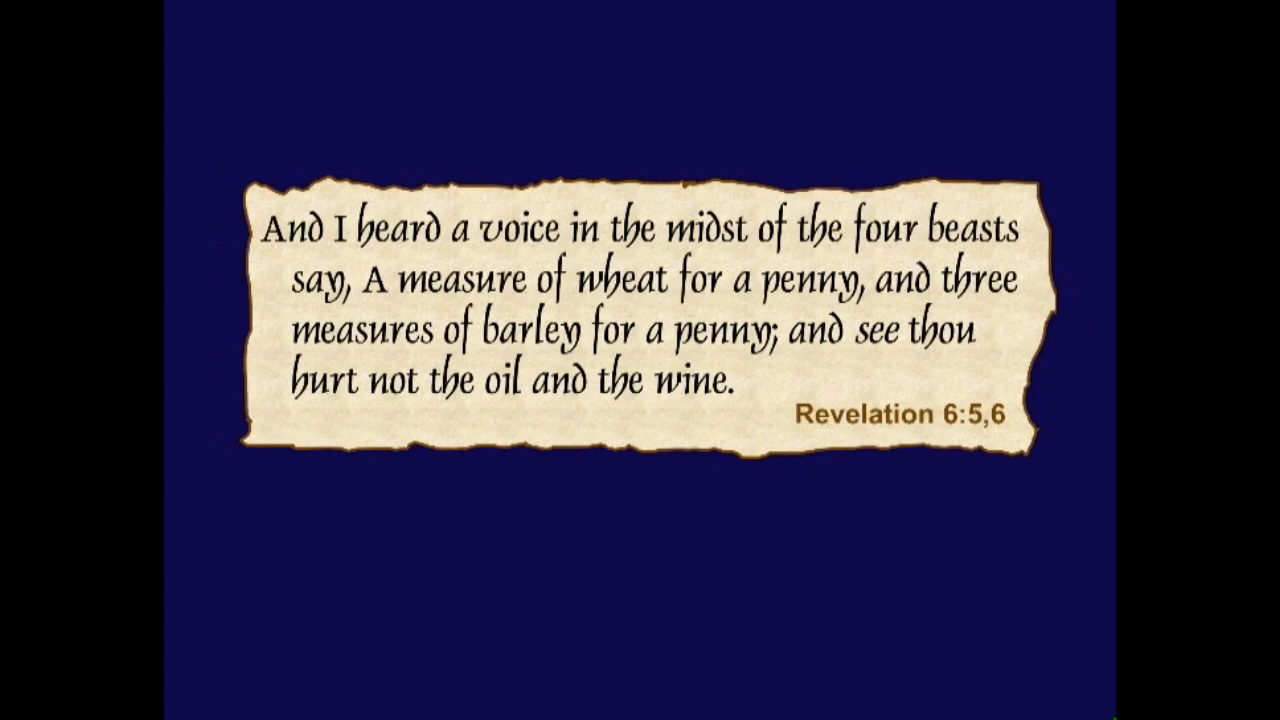 And I heard a voice in the midst of the four beasts
say, A measure of wheat for a penny, and three
measures of barley for a penny; and see thou
hurt not the oil and the wine.
Revelation 6:5,6